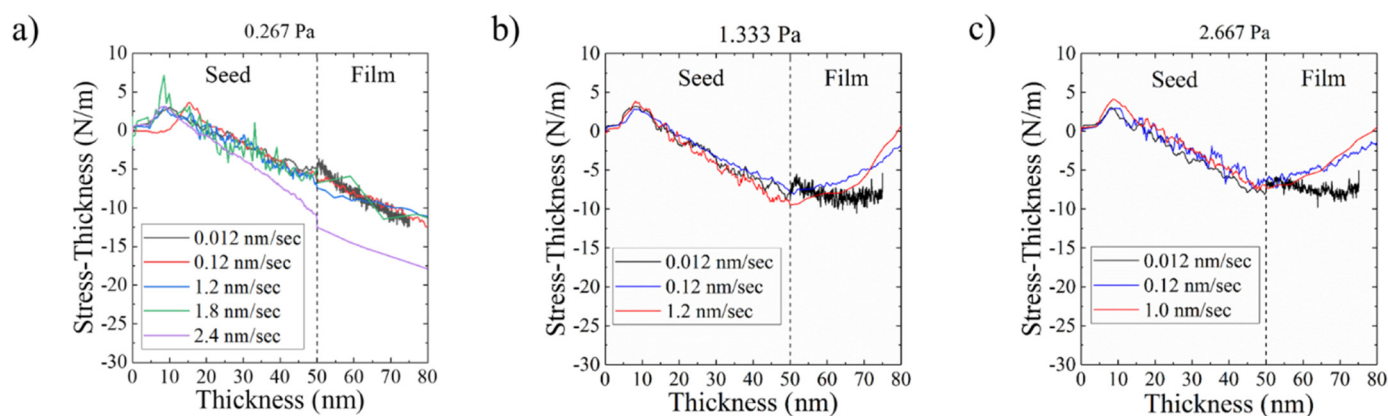 a)
0.267 Pa
Seed
Film
Stress-Thickness (N/m)
10
5
0
-5
-10
-15
-20
-25
-30
0.012 nm/sec
0.12 nm/sec
1.2 nm/sec
1.8 nm/sec
2.4 nm/sec
0 10 20 30 40 50 60 70 80
Thickness (nm)
b)
1.333 Pa
Seed
Film
Stress-Thickness (N/m)
10
5
0
-5
-10
-15
-20
-25
-30
0.012 nm/sec
0.12 nm/sec
1.2 nm/sec
0 10 20 30 40 50 60 70 80
Thickness (nm)
c)
2.667 Pa
Seed
Film
Stress-Thickness (N/m)
10
5
0
-5
-10
-15
-20
-25
-30
0.012 nm/sec
0.12 nm/sec
1.0 nm/sec
0 10 20 30 40 50 60 70 80
Thickness (nm)